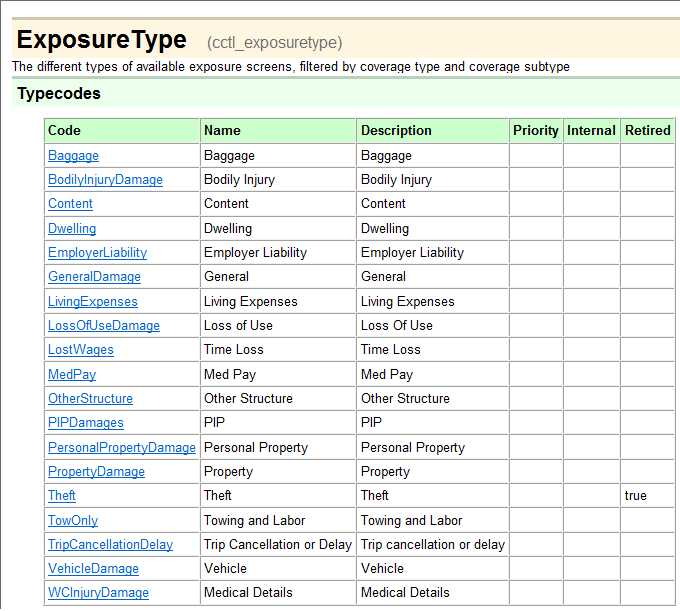 ExposureType (cctl_exposuretype)
The different types of available exposure screens, filtered by coverage type and coverage subtype
Typecodes
Code Name Description Priority Internal Retired
Baggage Baggage Baggage
BodilyInjuryDamage Bodily Injury Bodily Injury
Content Content Content
Dwelling Dwelling Dwelling
EmployerLiability Employer Liability Employer Liability
GeneralDamage General General
LivingExpenses Living Expenses Living Expenses
LossOfUseDamage Loss of Use Loss Of Use
LostWages Time Loss Time Loss
MedPay Med Pay Med Pay
OtherStructure Other Structure Other Structure
PIPDamages PIP PIP
PersonalPropertyDamage Personal Property Personal Property
PropertyDamage Property Property
Theft Theft Theft true
TowOnly Towing and Labor Towing and Labor
TripCancellationDelay Trip Cancellation or Delay Trip cancellation or delay
VehicleDamage Vehicle Vehicle
WCInjuryDamage Medical Details Medical Details